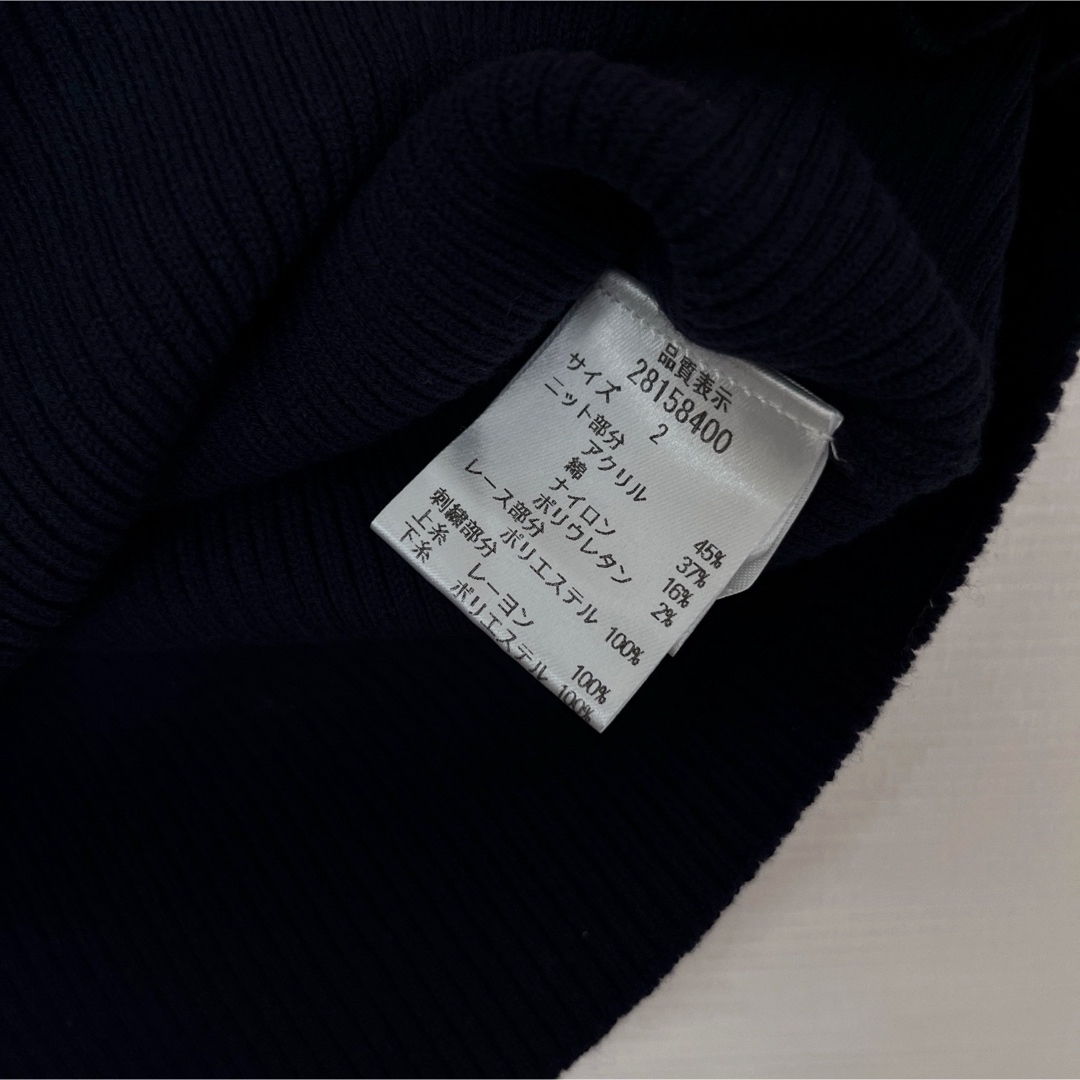 品質表示
28158400
サイズ 2
ニット部分
アクリル 45%
綿 37%
ナイロン 16%
ポリウレタン 2%
レース部分
ポリエステル 100%
刺繍部分
上糸 レーヨン 100%
下糸 ポリエステル 100%